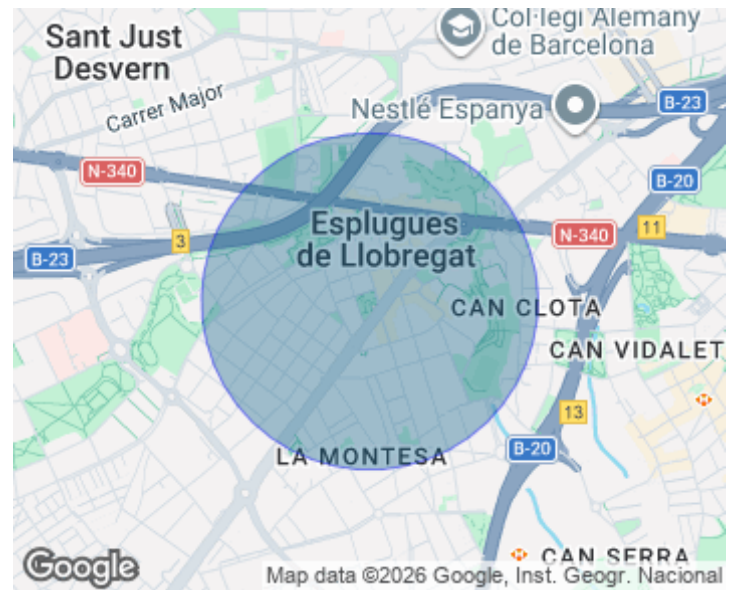 Col·legi Alemany
de Barcelona
Sant Just
Desvern
Carrer Major
Nestlé Espanya
B-23
N-340
B-20
Esplugues
de Llobregat
3
11
N-340
B-23
CAN CLOTA
CAN VIDALET
13
B-20
LA MONTESA
CAN SERRA
Google
Map data ©2026 Google, Inst. Geogr. Nacional